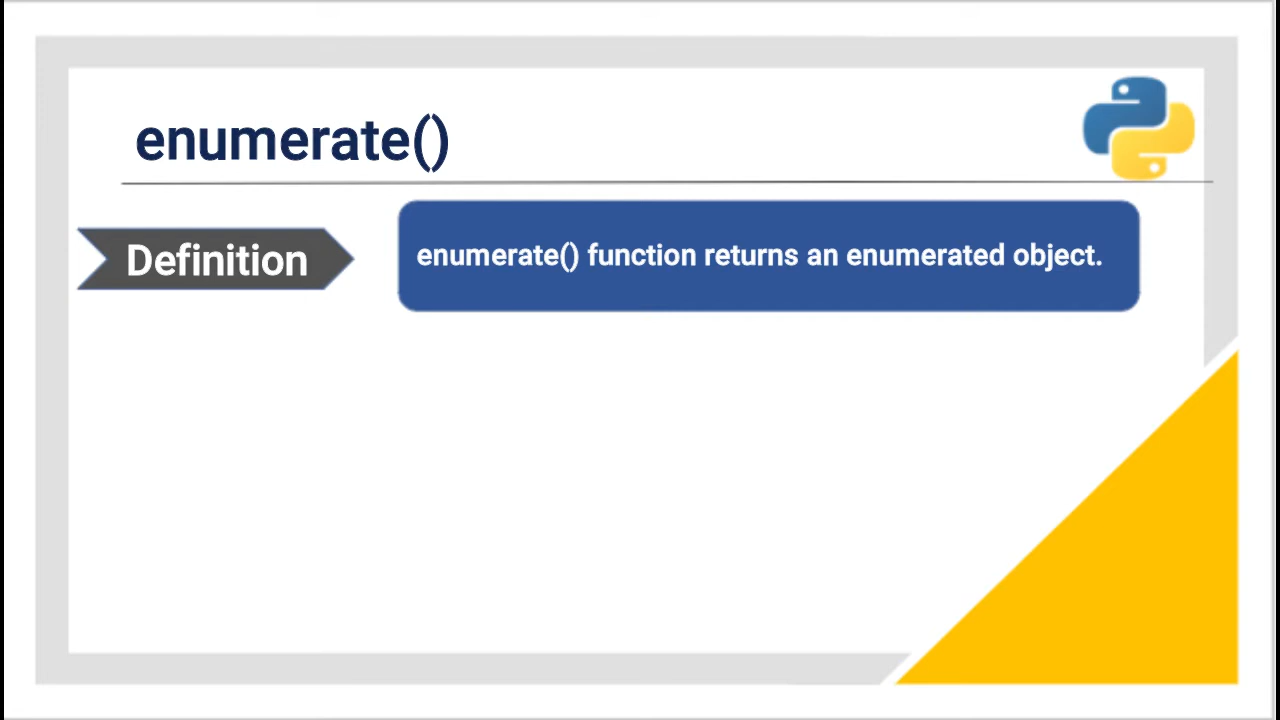 enumerate()
Definition
enumerate() function returns an enumerated object.